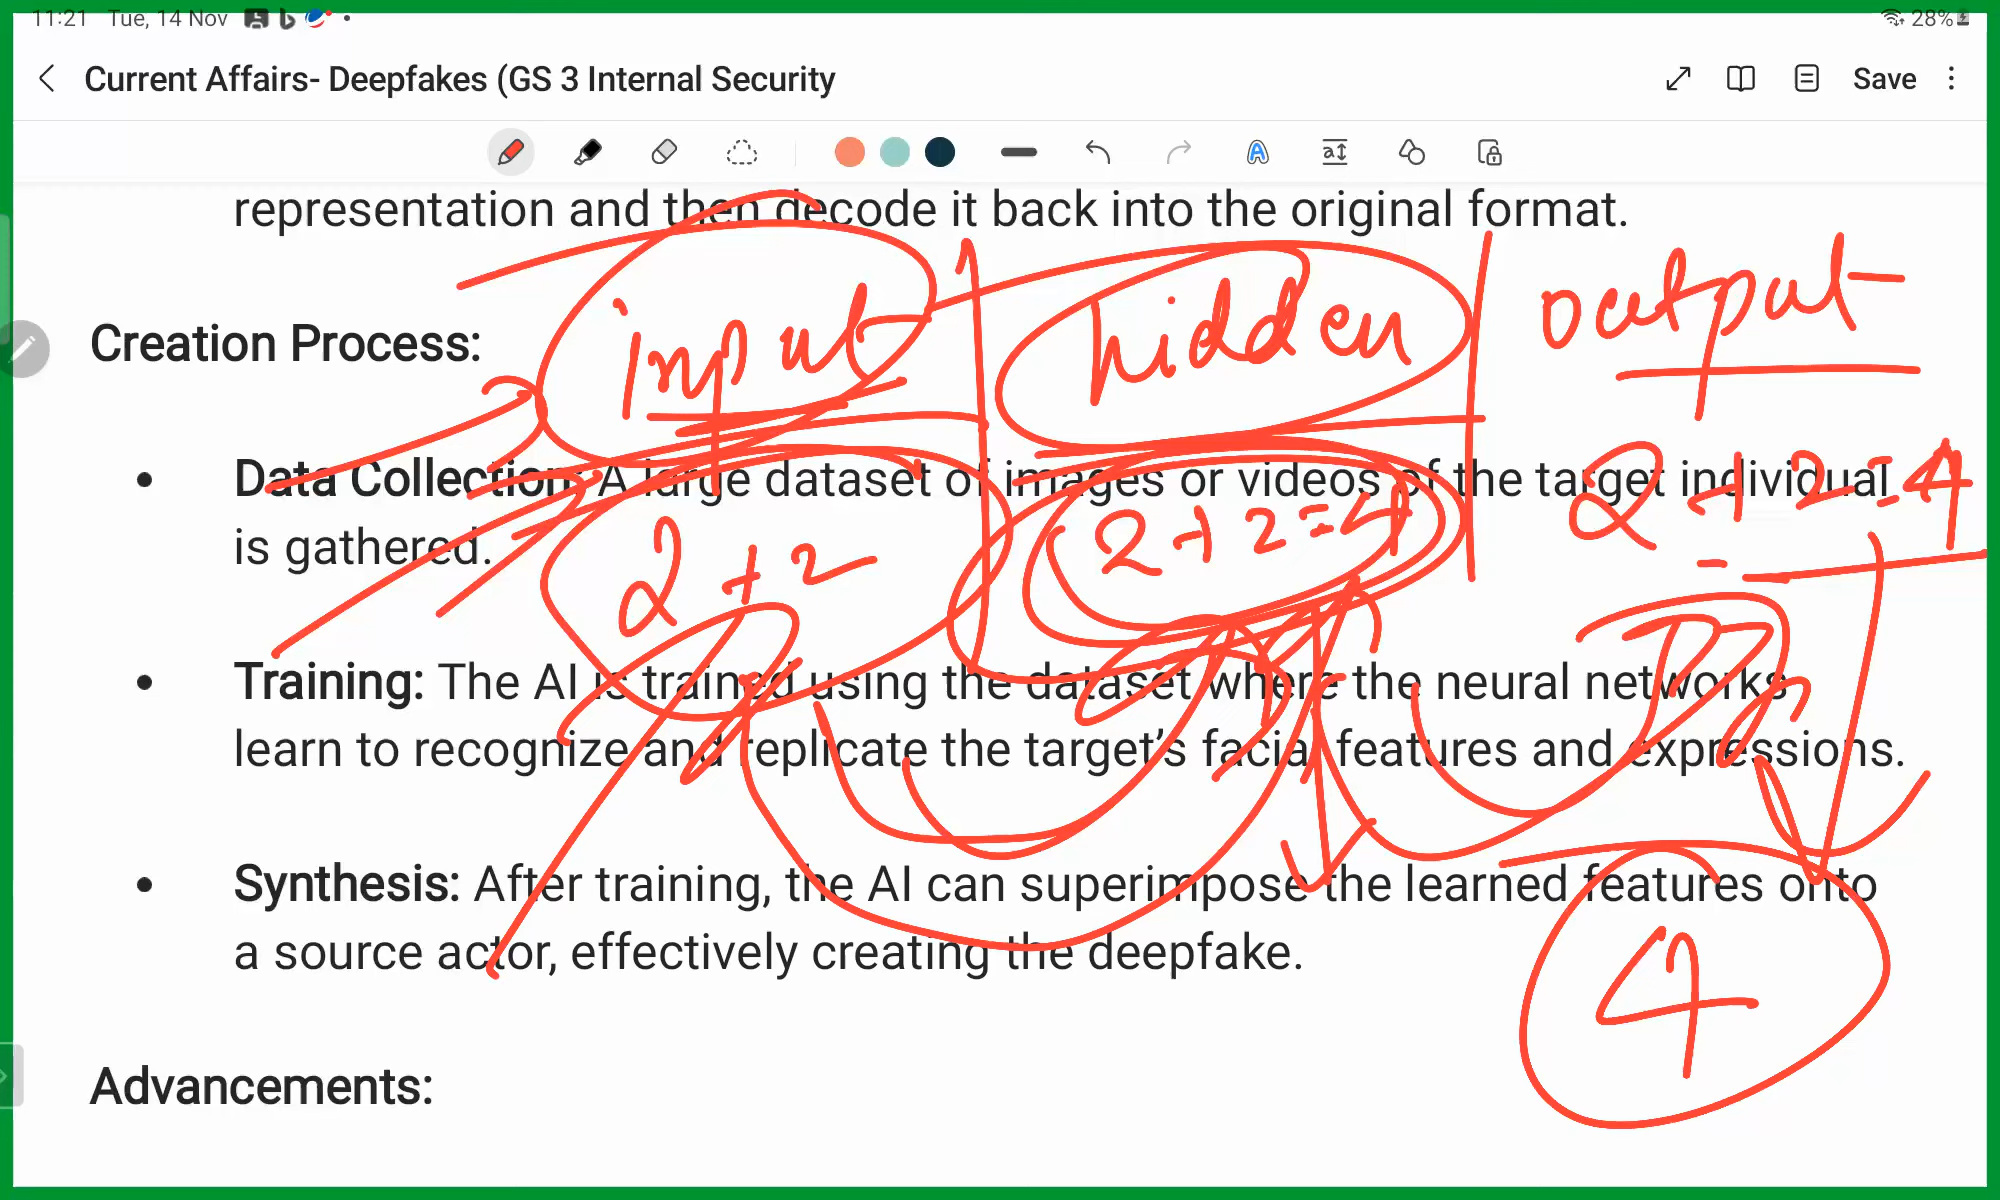 11:21 Tue, 14 Nov
28%
Current Affairs- Deepfakes (GS 3 Internal Security
Save
representation and then decode it back into the original format.
input hidden output
Creation Process:
• Data Collection: A large dataset of images or videos of the target individual
is gathered.
2 + 2 2 + 2 = 4 2 + 2 = 4
• Training: The AI is trained using the dataset where the neural networks
learn to recognize and replicate the target’s facial features and expressions.
• Synthesis: After training, the AI can superimpose the learned features onto
a source actor, effectively creating the deepfake.
4
Advancements: